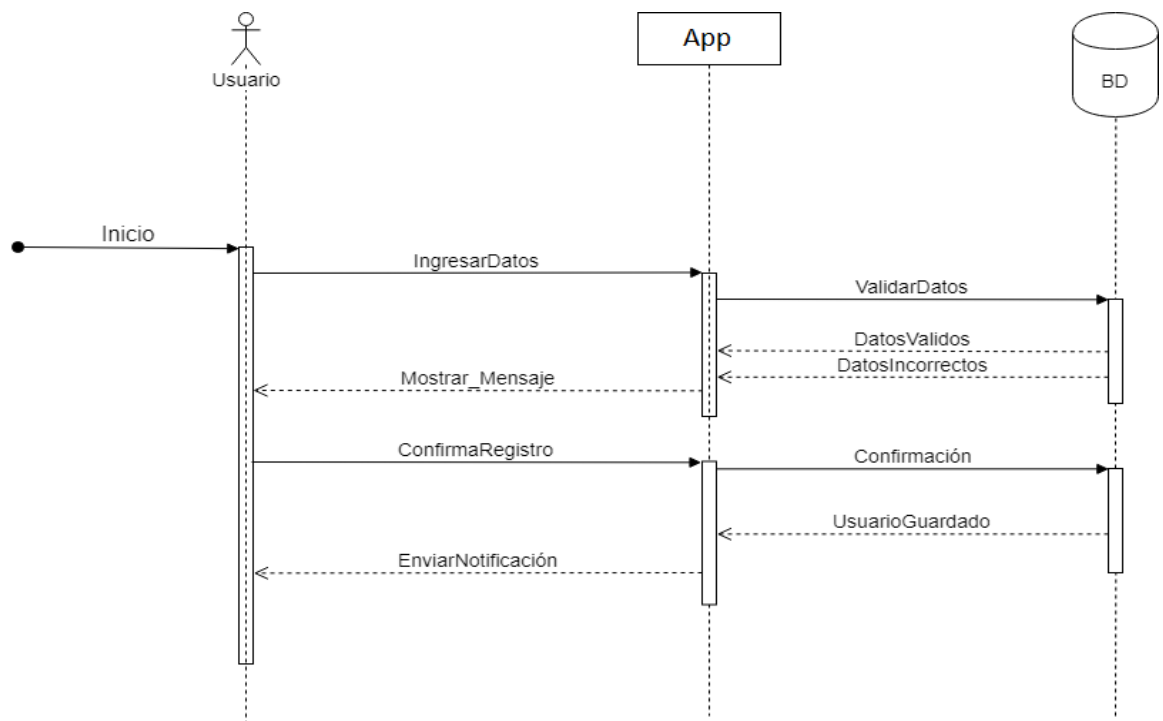 App
Usuario
BD
Inicio
IngresarDatos
ValidarDatos
DatosValidos
DatosIncorrectos
Mostrar_Mensaje
ConfirmaRegistro
Confirmación
UsuarioGuardado
EnviarNotificación